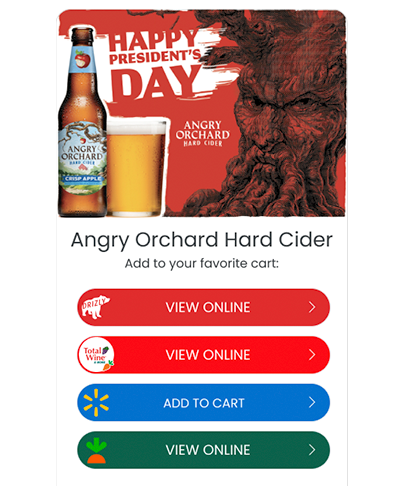 HAPPY
PRESIDENT'S
DAY
ANGRY
ORCHARD
HARD CIDER
ANGRY
ORCHARD
HARD CIDER
CRISP APPLE
Angry Orchard Hard Cider
Add to your favorite cart:
DRIZLY
VIEW ONLINE
Total
Wine
& MORE
VIEW ONLINE
ADD TO CART
VIEW ONLINE